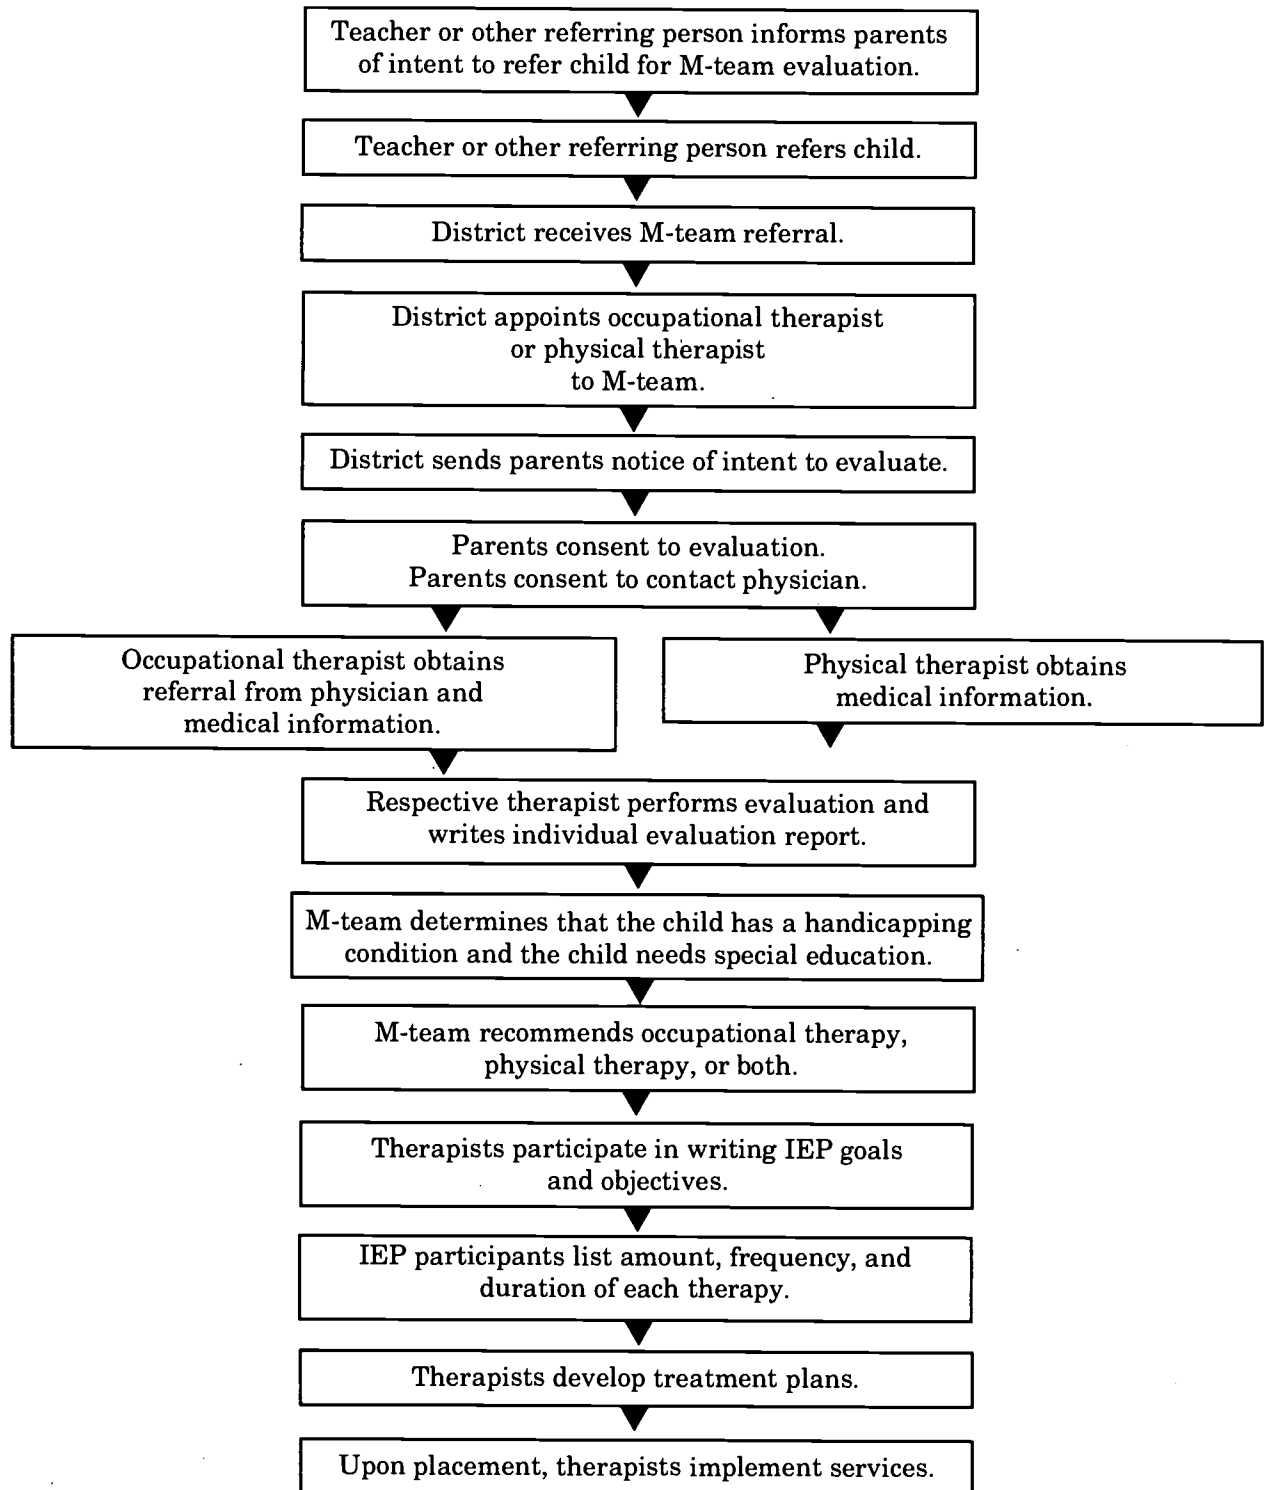 Teacher or other referring person informs parents
of intent to refer child for M-team evaluation.
Teacher or other referring person refers child.
District receives M-team referral.
District appoints occupational therapist
or physical therapist
to M-team.
District sends parents notice of intent to evaluate.
Parents consent to evaluation.
Parents consent to contact physician.
Occupational therapist obtains
referral from physician and
medical information.
Physical therapist obtains
medical information.
Respective therapist performs evaluation and
writes individual evaluation report.
M-team determines that the child has a handicapping
condition and the child needs special education.
M-team recommends occupational therapy,
physical therapy, or both.
Therapists participate in writing IEP goals
and objectives.
IEP participants list amount, frequency, and
duration of each therapy.
Therapists develop treatment plans.
Upon placement, therapists implement services.